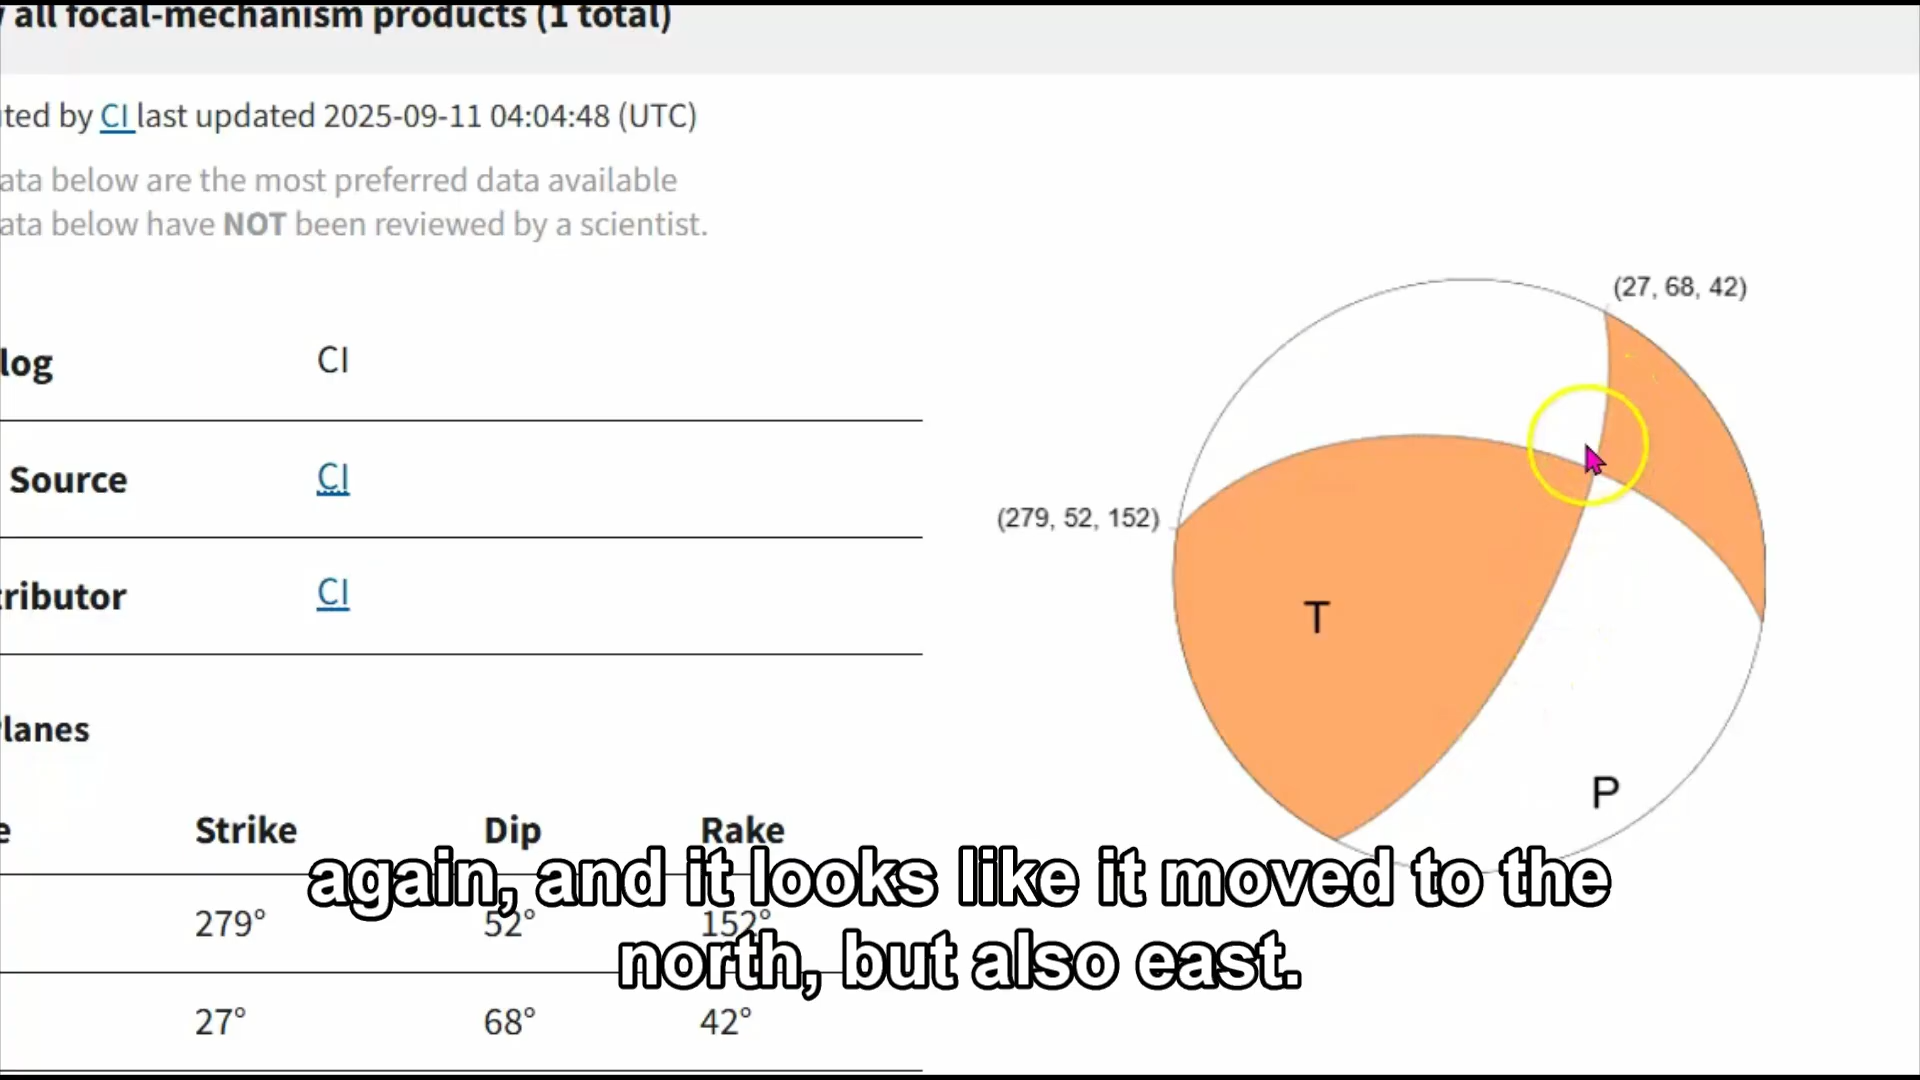 all focal-mechanism products (1 total)
ted by CI last updated 2025-09-11 04:04:48 (UTC)
ata below are the most preferred data available
ata below have NOT been reviewed by a scientist.
(27, 68, 42)
log CI
Source CI
(279, 52, 152)
tributor CI
T
lanes
P
e Strike Dip Rake
again, and it looks like it moved to the
279° 52° 152°
north, but also east.
27° 68° 42°